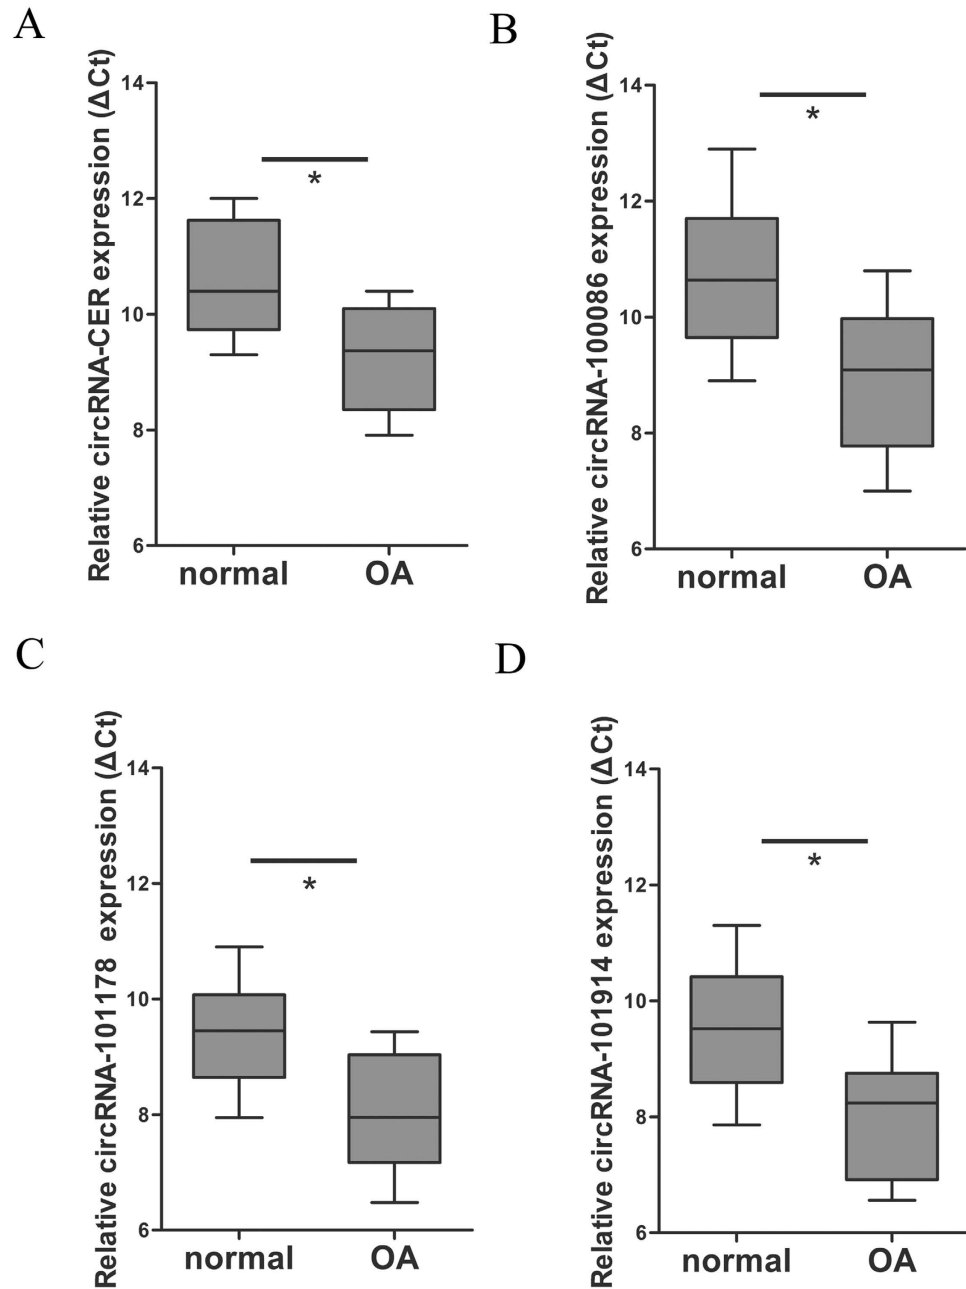 A
Relative circRNA-CER expression (ΔCt)
14
12
10
8
6
*
normal
OA
B
Relative circRNA-100086 expression (ΔCt)
14
12
10
8
6
*
normal
OA
C
Relative circRNA-101178 expression (ΔCt)
14
12
10
8
6
*
normal
OA
D
Relative circRNA-101914 expression (ΔCt)
14
12
10
8
6
*
normal
OA